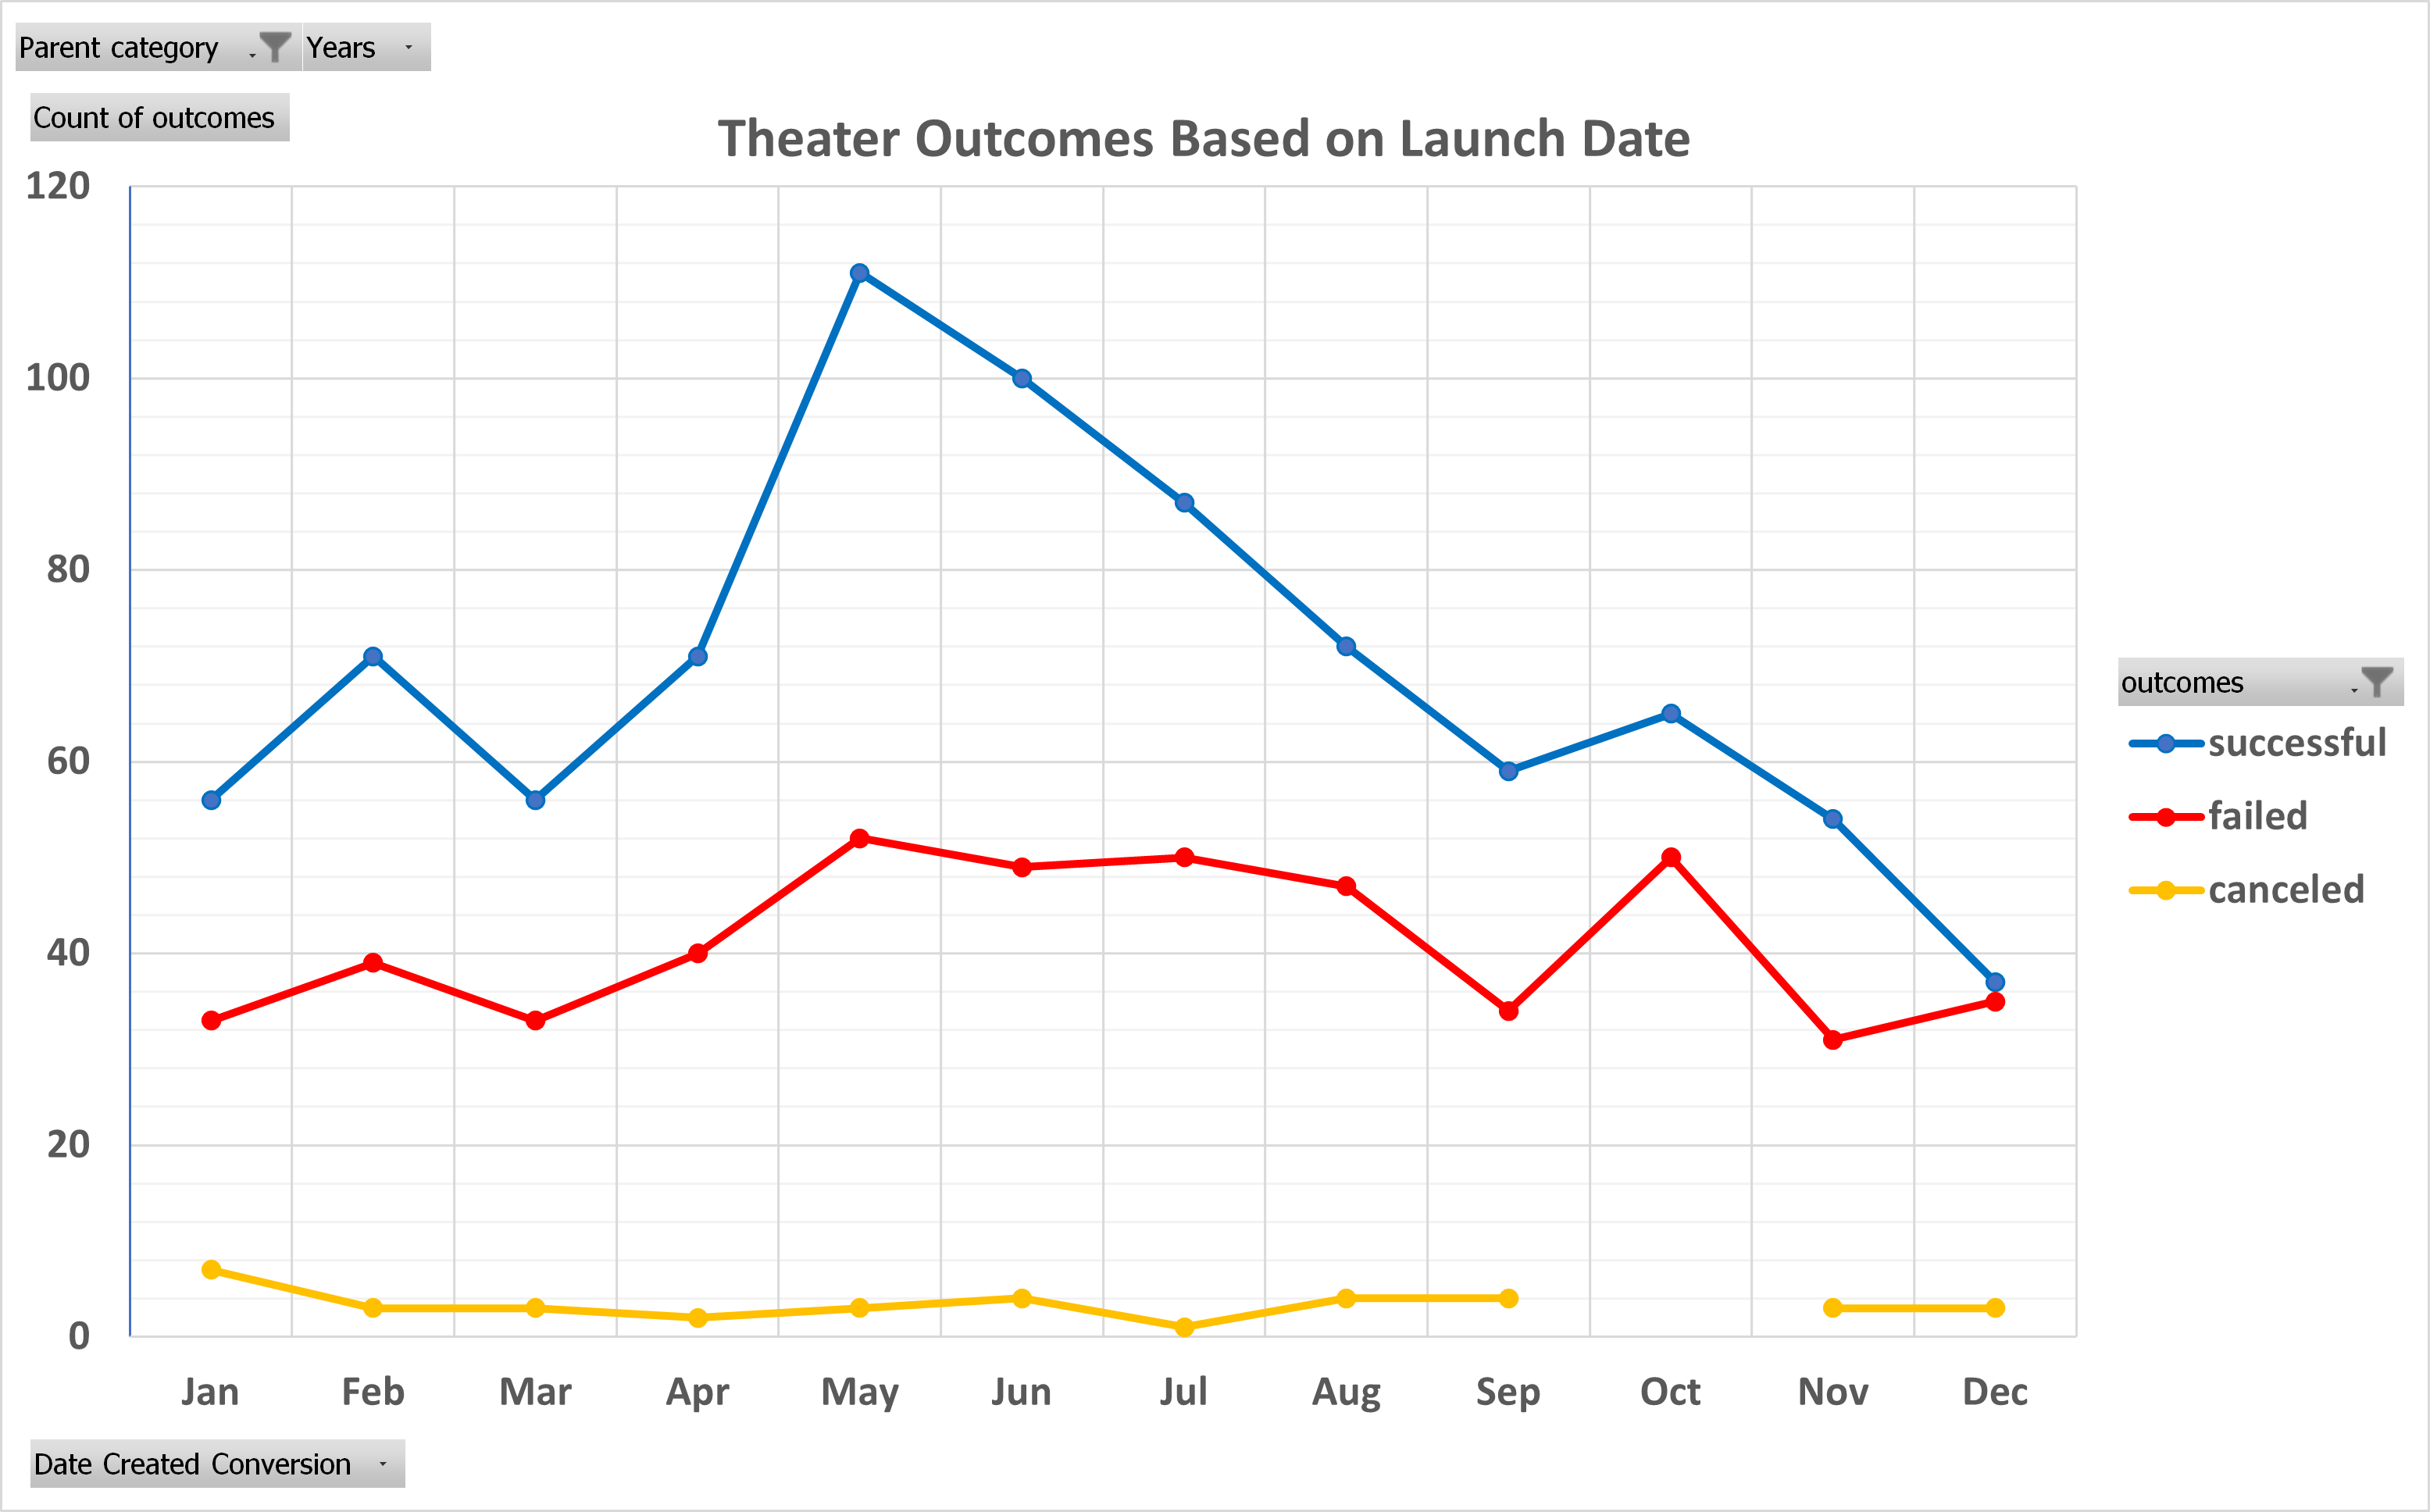 Parent category Years
Count of outcomes
Theater Outcomes Based on Launch Date
120
100
80
60
40
20
0
Jan Feb Mar Apr May Jun Jul Aug Sep Oct Nov Dec
outcomes
successful
failed
canceled
Date Created Conversion